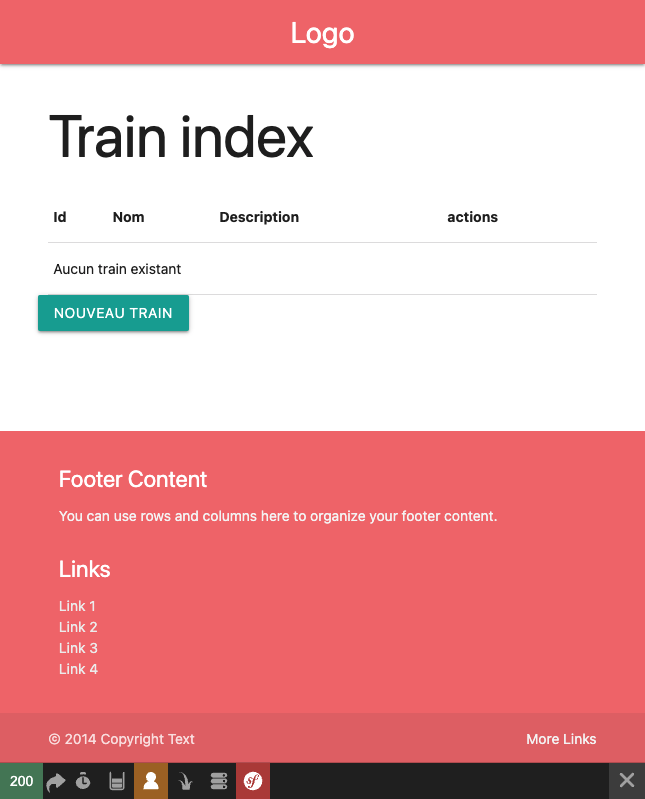 Logo
Train index
Id Nom Description actions
Aucun train existant
NOUVEAU TRAIN
Footer Content
You can use rows and columns here to organize your footer content.
Links
Link 1
Link 2
Link 3
Link 4
© 2014 Copyright Text More Links
200 sf